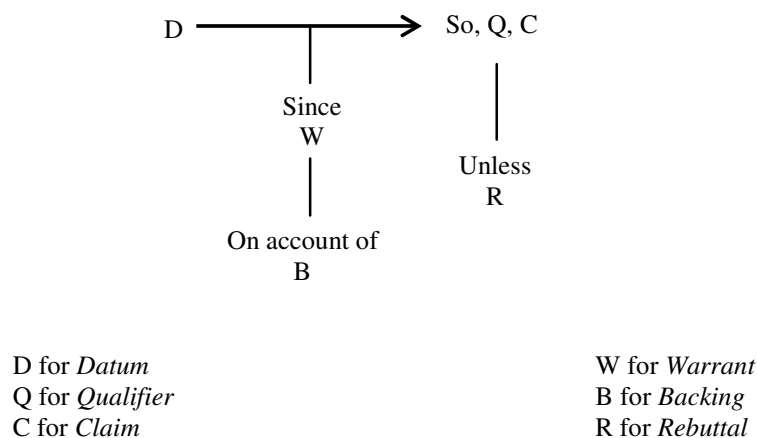 D
So, Q, C
Since
W
Unless
R
On account of
B
D for Datum
Q for Qualifier
C for Claim
W for Warrant
B for Backing
R for Rebuttal